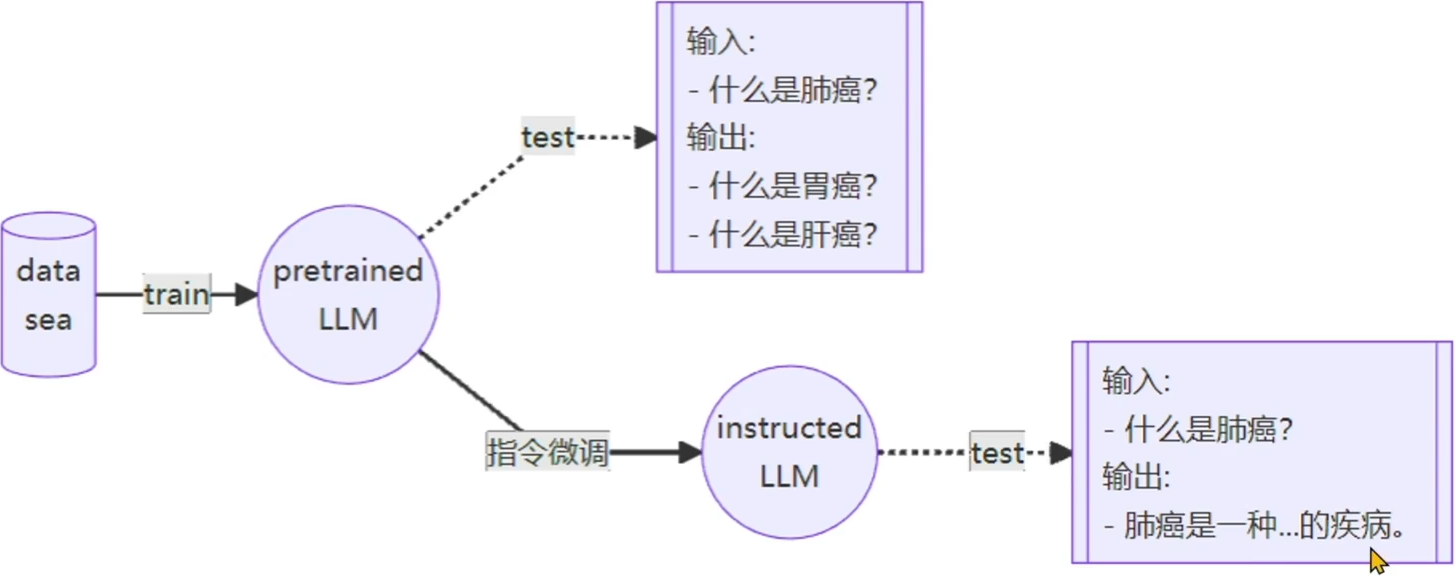 data
sea
train
pretrained
LLM
test
输入:
- 什么是肺癌?
输出:
- 什么是胃癌?
- 什么是肝癌?
指令微调
instructed
LLM
test
输入:
- 什么是肺癌?
输出:
- 肺癌是一种...的疾病。